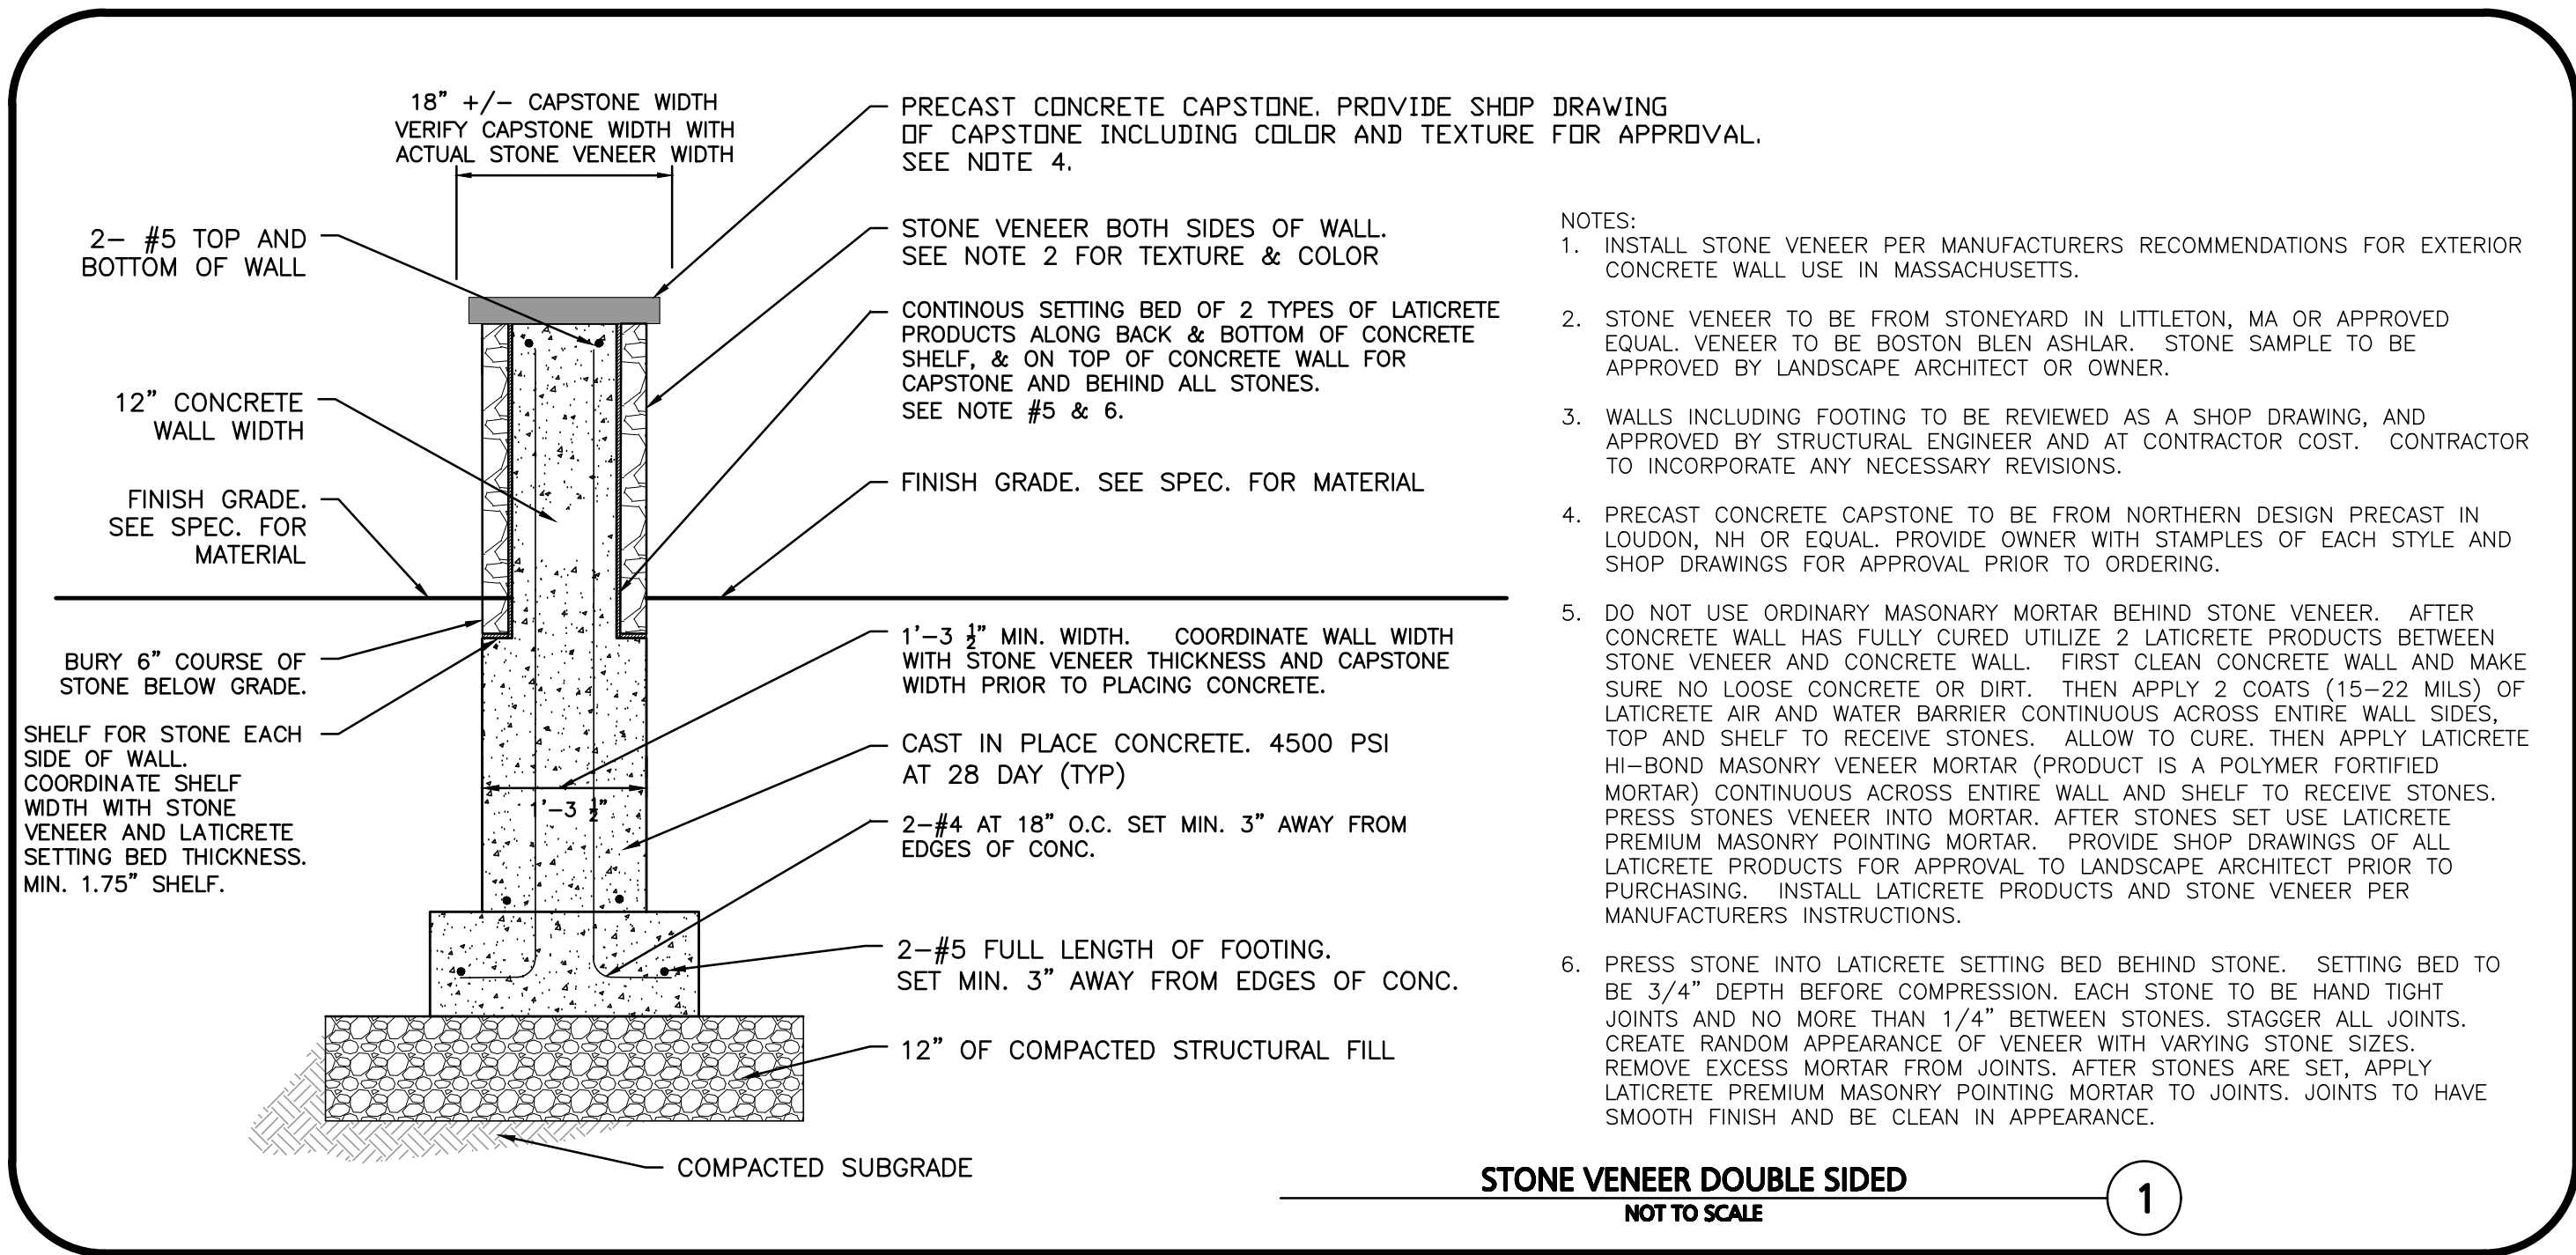 18" +/- CAPSTONE WIDTH
VERIFY CAPSTONE WIDTH WITH
ACTUAL STONE VENEER WIDTH
2- #5 TOP AND
BOTTOM OF WALL
12" CONCRETE
WALL WIDTH
FINISH GRADE.
SEE SPEC. FOR
MATERIAL
BURY 6" COURSE OF
STONE BELOW GRADE.
SHELF FOR STONE EACH
SIDE OF WALL.
COORDINATE SHELF
WIDTH WITH STONE
VENEER AND LATICRETE
SETTING BED THICKNESS.
MIN. 1.75" SHELF.
1'-3 1/2"
PRECAST CONCRETE CAPSTONE. PROVIDE SHOP DRAWING
OF CAPSTONE INCLUDING COLOR AND TEXTURE FOR APPROVAL.
SEE NOTE 4.
STONE VENEER BOTH SIDES OF WALL.
SEE NOTE 2 FOR TEXTURE & COLOR
CONTINOUS SETTING BED OF 2 TYPES OF LATICRETE
PRODUCTS ALONG BACK & BOTTOM OF CONCRETE
SHELF, & ON TOP OF CONCRETE WALL FOR
CAPSTONE AND BEHIND ALL STONES.
SEE NOTE #5 & 6.
FINISH GRADE. SEE SPEC. FOR MATERIAL
1'-3 1/2" MIN. WIDTH. COORDINATE WALL WIDTH
WITH STONE VENEER THICKNESS AND CAPSTONE
WIDTH PRIOR TO PLACING CONCRETE.
CAST IN PLACE CONCRETE. 4500 PSI
AT 28 DAY (TYP)
2-#4 AT 18" O.C. SET MIN. 3" AWAY FROM
EDGES OF CONC.
2-#5 FULL LENGTH OF FOOTING.
SET MIN. 3" AWAY FROM EDGES OF CONC.
12" OF COMPACTED STRUCTURAL FILL
COMPACTED SUBGRADE
NOTES:
1. INSTALL STONE VENEER PER MANUFACTURERS RECOMMENDATIONS FOR EXTERIOR
CONCRETE WALL USE IN MASSACHUSETTS.
2. STONE VENEER TO BE FROM STONEYARD IN LITTLETON, MA OR APPROVED
EQUAL. VENEER TO BE BOSTON BLEN ASHLAR. STONE SAMPLE TO BE
APPROVED BY LANDSCAPE ARCHITECT OR OWNER.
3. WALLS INCLUDING FOOTING TO BE REVIEWED AS A SHOP DRAWING, AND
APPROVED BY STRUCTURAL ENGINEER AND AT CONTRACTOR COST. CONTRACTOR
TO INCORPORATE ANY NECESSARY REVISIONS.
4. PRECAST CONCRETE CAPSTONE TO BE FROM NORTHERN DESIGN PRECAST IN
LOUDON, NH OR EQUAL. PROVIDE OWNER WITH STAMPLES OF EACH STYLE AND
SHOP DRAWINGS FOR APPROVAL PRIOR TO ORDERING.
5. DO NOT USE ORDINARY MASONARY MORTAR BEHIND STONE VENEER. AFTER
CONCRETE WALL HAS FULLY CURED UTILIZE 2 LATICRETE PRODUCTS BETWEEN
STONE VENEER AND CONCRETE WALL. FIRST CLEAN CONCRETE WALL AND MAKE
SURE NO LOOSE CONCRETE OR DIRT. THEN APPLY 2 COATS (15-22 MILS) OF
LATICRETE AIR AND WATER BARRIER CONTINUOUS ACROSS ENTIRE WALL SIDES,
TOP AND SHELF TO RECEIVE STONES. ALLOW TO CURE. THEN APPLY LATICRETE
HI-BOND MASONRY VENEER MORTAR (PRODUCT IS A POLYMER FORTIFIED
MORTAR) CONTINUOUS ACROSS ENTIRE WALL AND SHELF TO RECEIVE STONES.
PRESS STONES VENEER INTO MORTAR. AFTER STONES SET USE LATICRETE
PREMIUM MASONRY POINTING MORTAR. PROVIDE SHOP DRAWINGS OF ALL
LATICRETE PRODUCTS FOR APPROVAL TO LANDSCAPE ARCHITECT PRIOR TO
PURCHASING. INSTALL LATICRETE PRODUCTS AND STONE VENEER PER
MANUFACTURERS INSTRUCTIONS.
6. PRESS STONE INTO LATICRETE SETTING BED BEHIND STONE. SETTING BED TO
BE 3/4" DEPTH BEFORE COMPRESSION. EACH STONE TO BE HAND TIGHT
JOINTS AND NO MORE THAN 1/4" BETWEEN STONES. STAGGER ALL JOINTS.
CREATE RANDOM APPEARANCE OF VENEER WITH VARYING STONE SIZES.
REMOVE EXCESS MORTAR FROM JOINTS. AFTER STONES ARE SET, APPLY
LATICRETE PREMIUM MASONRY POINTING MORTAR TO JOINTS. JOINTS TO HAVE
SMOOTH FINISH AND BE CLEAN IN APPEARANCE.
STONE VENEER DOUBLE SIDED
NOT TO SCALE
1